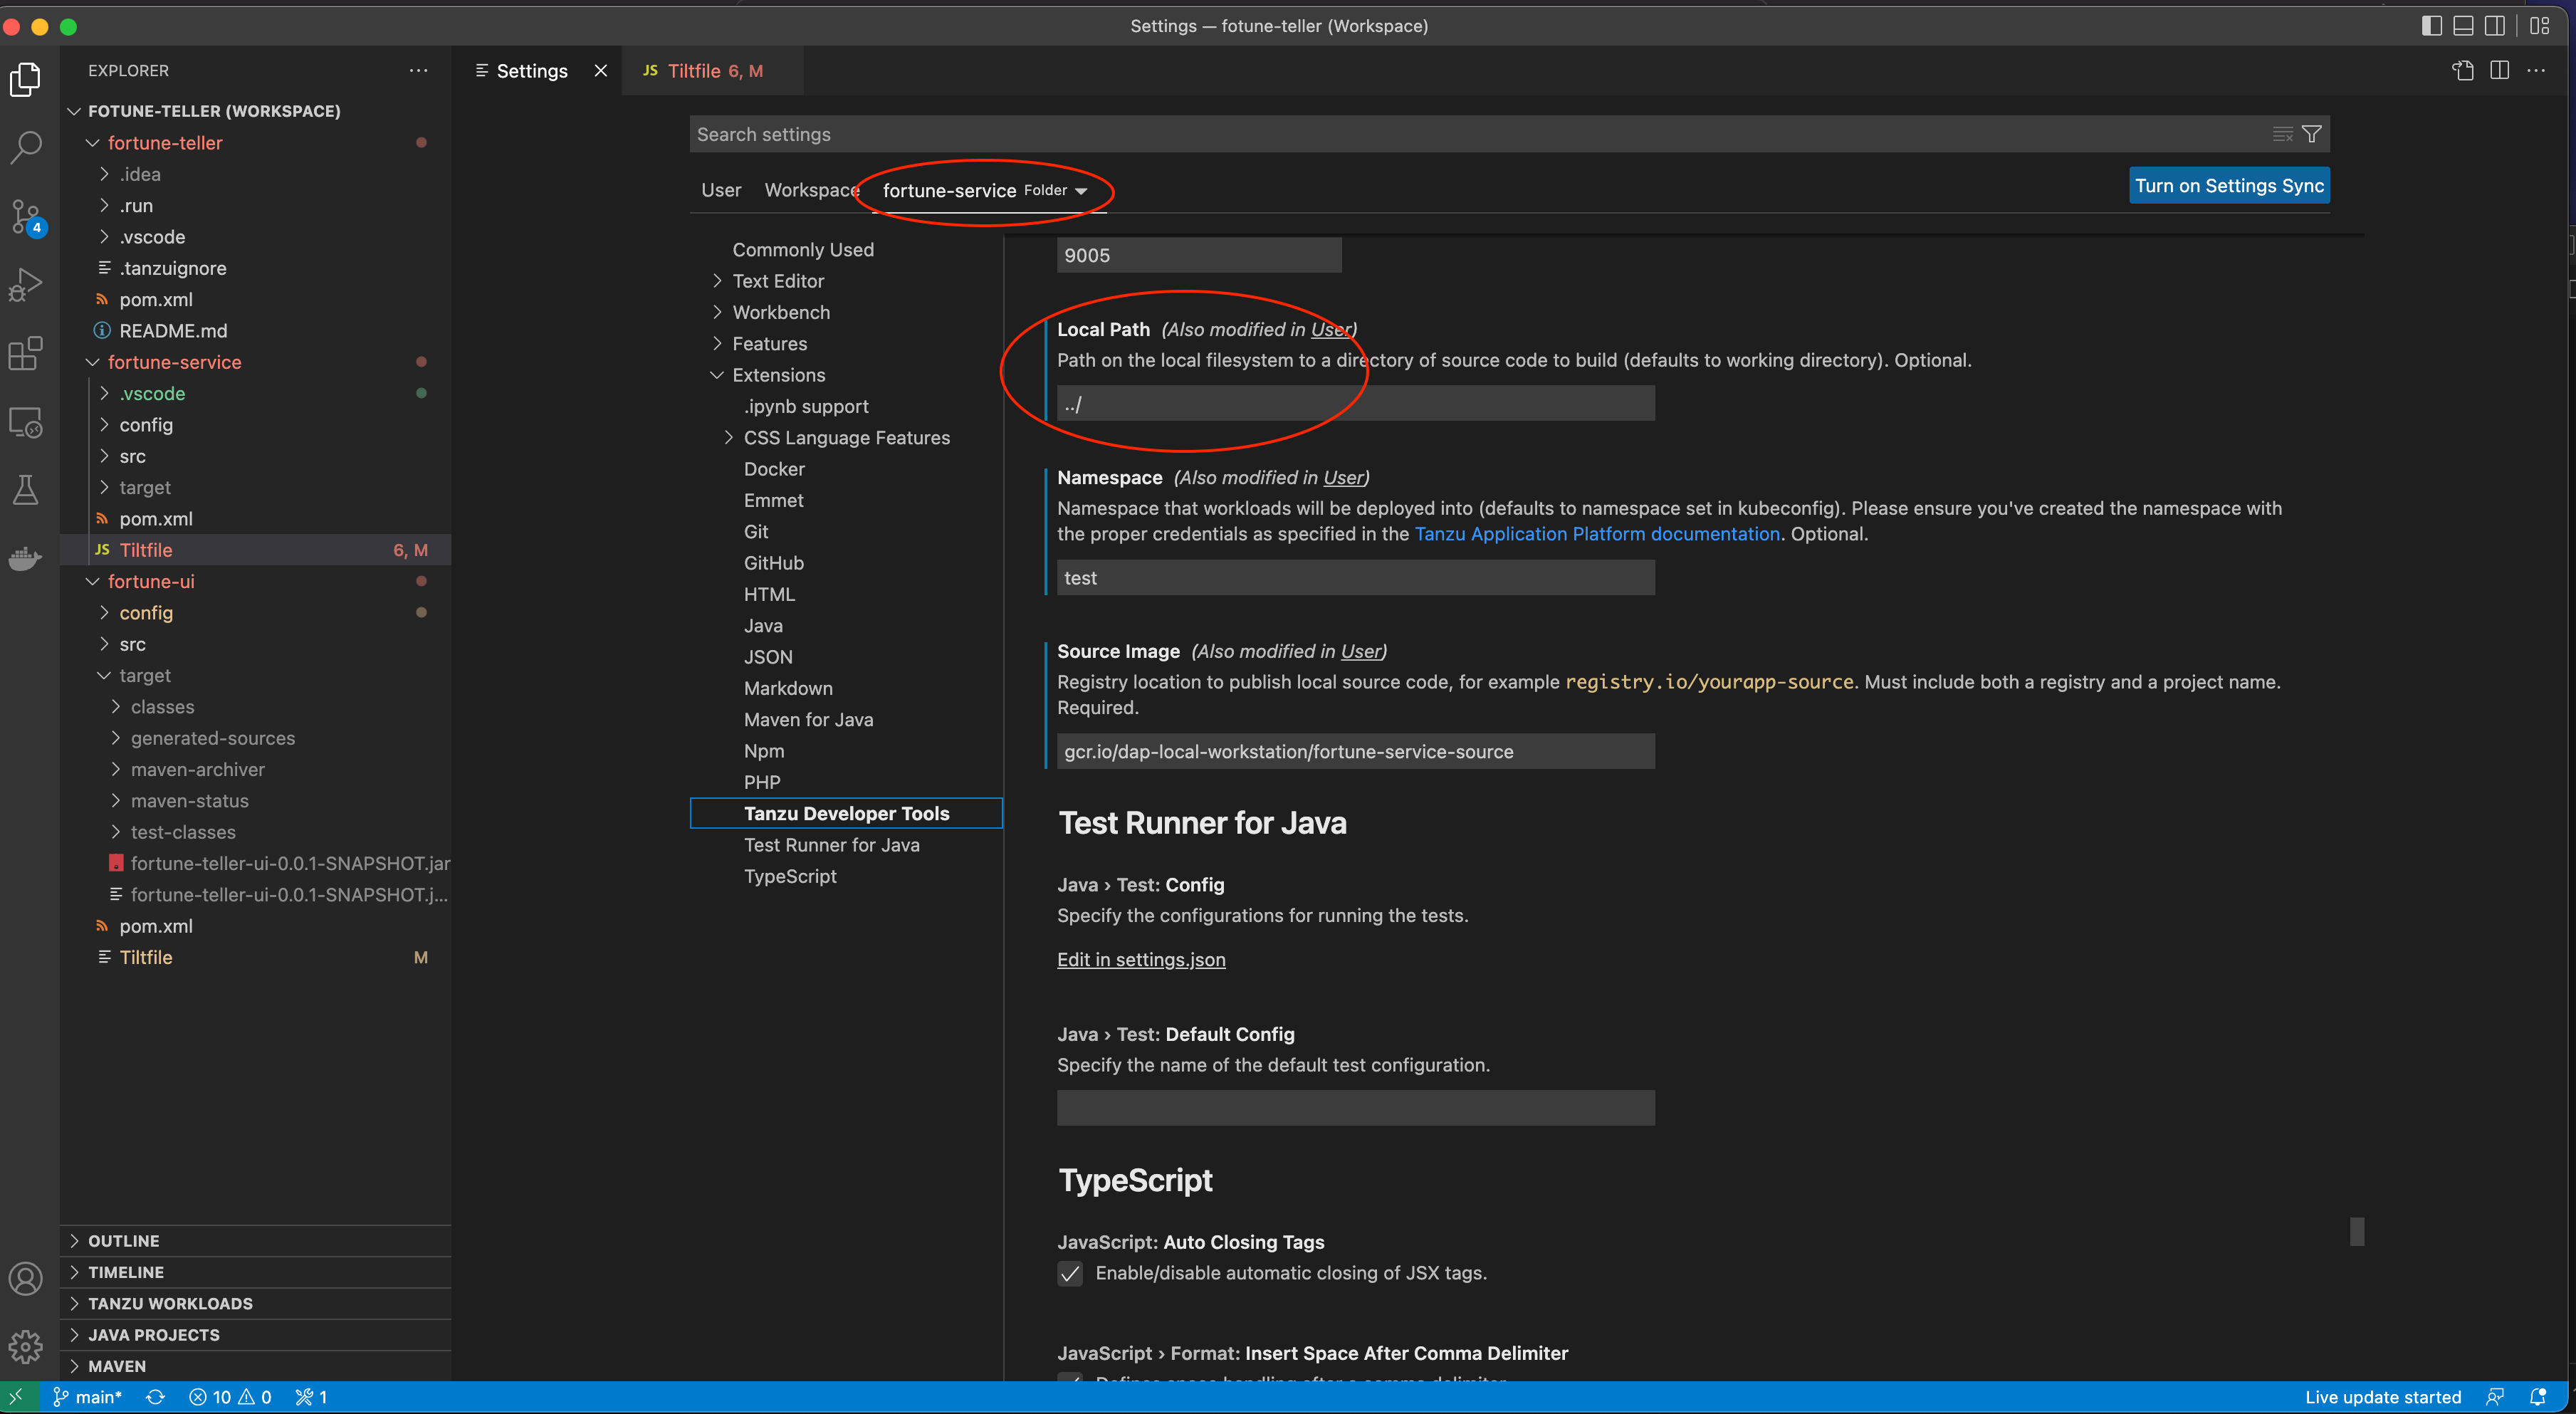 Settings — fotune-teller (Workspace)
EXPLORER
FOTUNE-TELLER (WORKSPACE)
fortune-teller
.idea
.run
.vscode
.tanzuignore
pom.xml
README.md
fortune-service
.vscode
config
src
target
pom.xml
JS Tiltfile 6, M
fortune-ui
config
src
target
classes
generated-sources
maven-archiver
maven-status
test-classes
fortune-teller-ui-0.0.1-SNAPSHOT.jar
fortune-teller-ui-0.0.1-SNAPSHOT.j...
pom.xml
Tiltfile M
OUTLINE
TIMELINE
TANZU WORKLOADS
JAVA PROJECTS
MAVEN
4
Settings
JS Tiltfile 6, M
Search settings
User Workspace fortune-service Folder
Turn on Settings Sync
Commonly Used
Text Editor
Workbench
Features
Extensions
.ipynb support
CSS Language Features
Docker
Emmet
Git
GitHub
HTML
Java
JSON
Markdown
Maven for Java
Npm
PHP
Tanzu Developer Tools
Test Runner for Java
TypeScript
9005
Local Path (Also modified in User)
Path on the local filesystem to a directory of source code to build (defaults to working directory). Optional.
../
Namespace (Also modified in User)
Namespace that workloads will be deployed into (defaults to namespace set in kubeconfig). Please ensure you've created the namespace with
the proper credentials as specified in the Tanzu Application Platform documentation. Optional.
test
Source Image (Also modified in User)
Registry location to publish local source code, for example registry.io/yourapp-source. Must include both a registry and a project name.
Required.
gcr.io/dap-local-workstation/fortune-service-source
Test Runner for Java
Java › Test: Config
Specify the configurations for running the tests.
Edit in settings.json
Java › Test: Default Config
Specify the name of the default test configuration.
TypeScript
JavaScript: Auto Closing Tags
Enable/disable automatic closing of JSX tags.
JavaScript › Format: Insert Space After Comma Delimiter
Defines space handling after a comma delimiter.
main* 10 0 1
Live update started